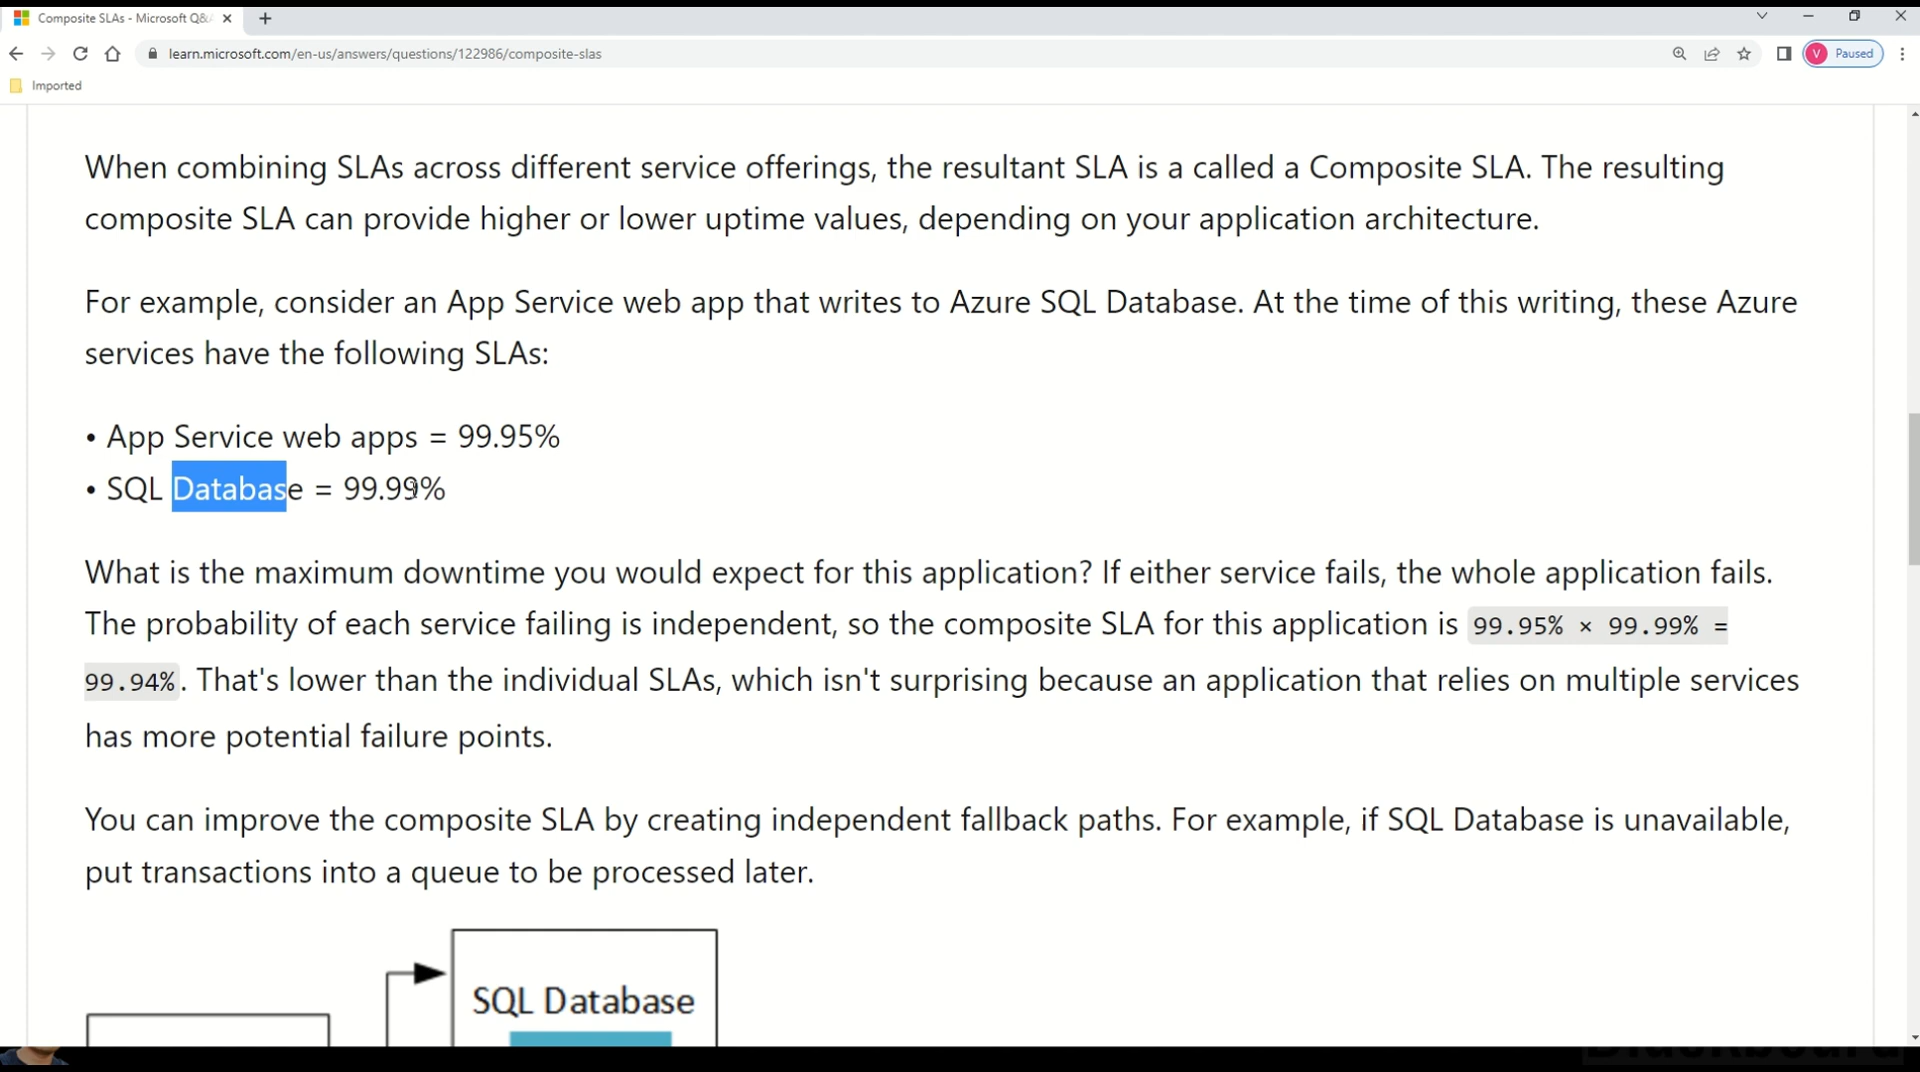 Composite SLAs - Microsoft Q&A
learn.microsoft.com/en-us/answers/questions/122986/composite-slas
V Paused
Imported
When combining SLAs across different service offerings, the resultant SLA is a called a Composite SLA. The resulting
composite SLA can provide higher or lower uptime values, depending on your application architecture.
For example, consider an App Service web app that writes to Azure SQL Database. At the time of this writing, these Azure
services have the following SLAs:
• App Service web apps = 99.95%
• SQL Database = 99.99%
What is the maximum downtime you would expect for this application? If either service fails, the whole application fails.
The probability of each service failing is independent, so the composite SLA for this application is 99.95% × 99.99% =
99.94%. That's lower than the individual SLAs, which isn't surprising because an application that relies on multiple services
has more potential failure points.
You can improve the composite SLA by creating independent fallback paths. For example, if SQL Database is unavailable,
put transactions into a queue to be processed later.
SQL Database